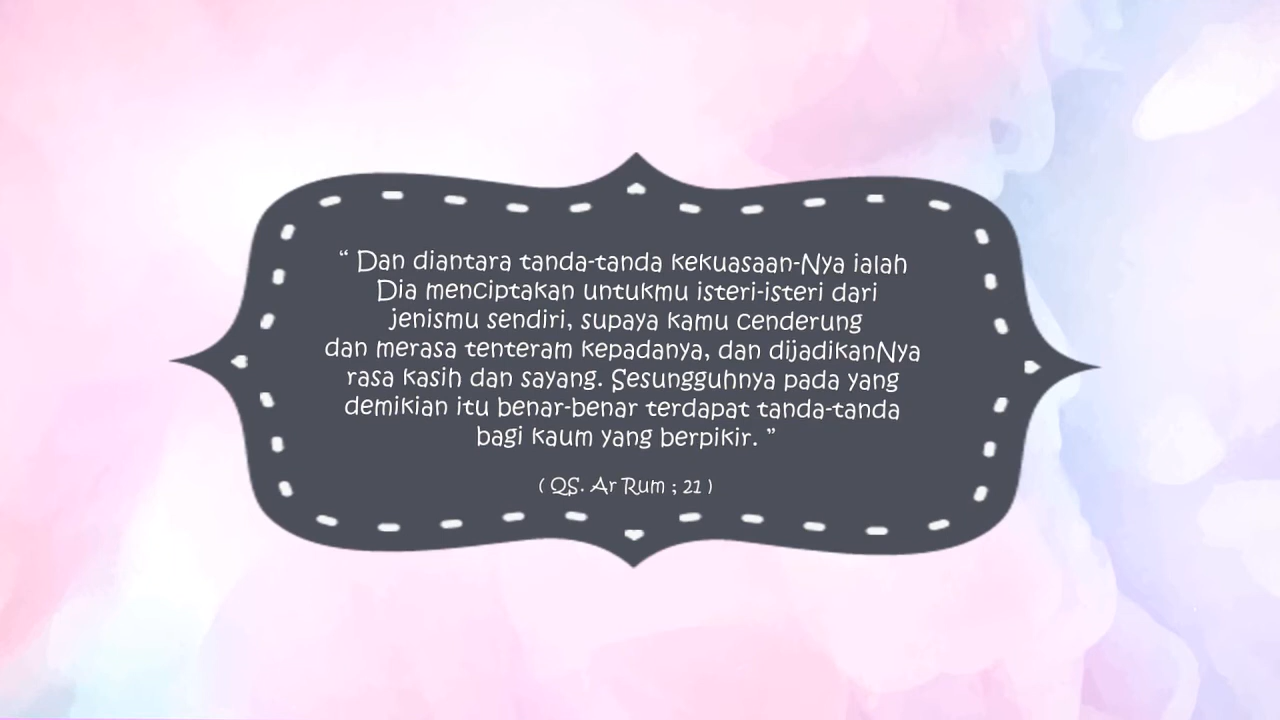 “ Dan diantara tanda-tanda kekuasaan-Nya ialah
Dia menciptakan untukmu isteri-isteri dari
jenismu sendiri, supaya kamu cenderung
dan merasa tenteram kepadanya, dan dijadikanNya
rasa kasih dan sayang. Sesungguhnya pada yang
demikian itu benar-benar terdapat tanda-tanda
bagi kaum yang berpikir. ”
( QS. Ar Rum ; 21 )